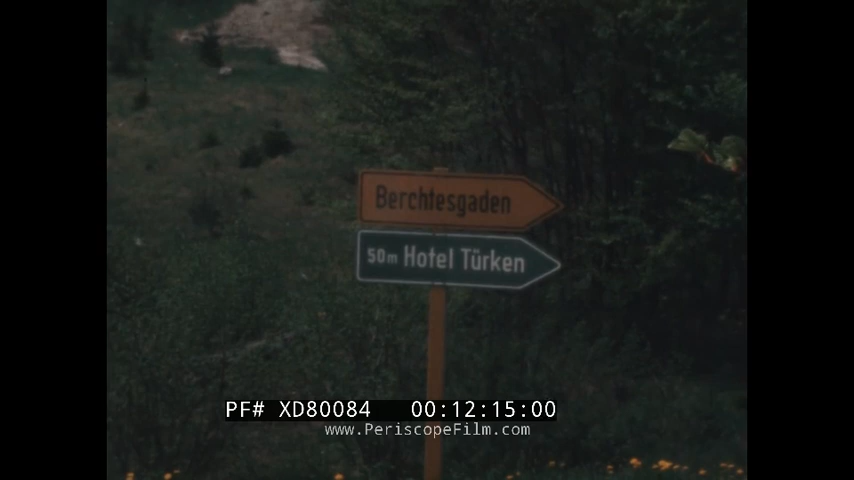 Berchtesgaden
50m Hotel Türken
PF# XD80084 00:12:15:00
www.PeriscopeFilm.com